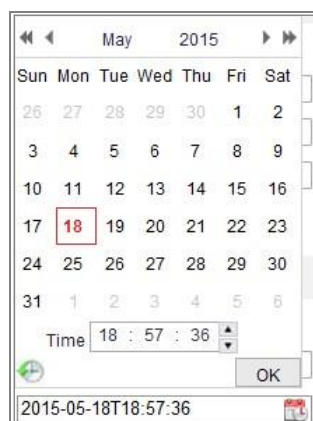 May 2015
Sun Mon Tue Wed Thu Fri Sat
26 27 28 29 30 1 2
3 4 5 6 7 8 9
10 11 12 13 14 15 16
17 18 19 20 21 22 23
24 25 26 27 28 29 30
31 1 2 3 4 5 6
Time 18 : 57 : 36
OK
2015-05-18T18:57:36